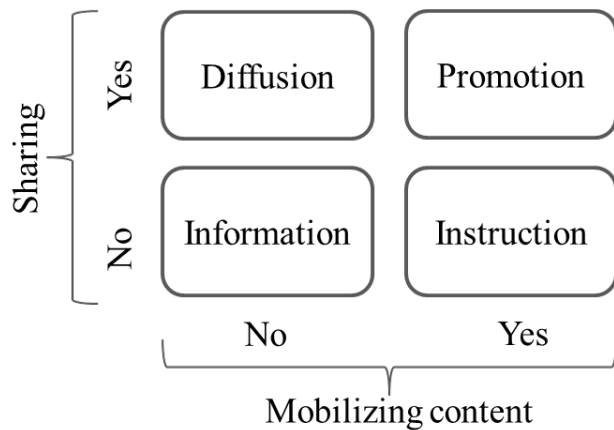 Sharing
Yes
Diffusion
Promotion
No
Information
Instruction
No
Yes
Mobilizing content